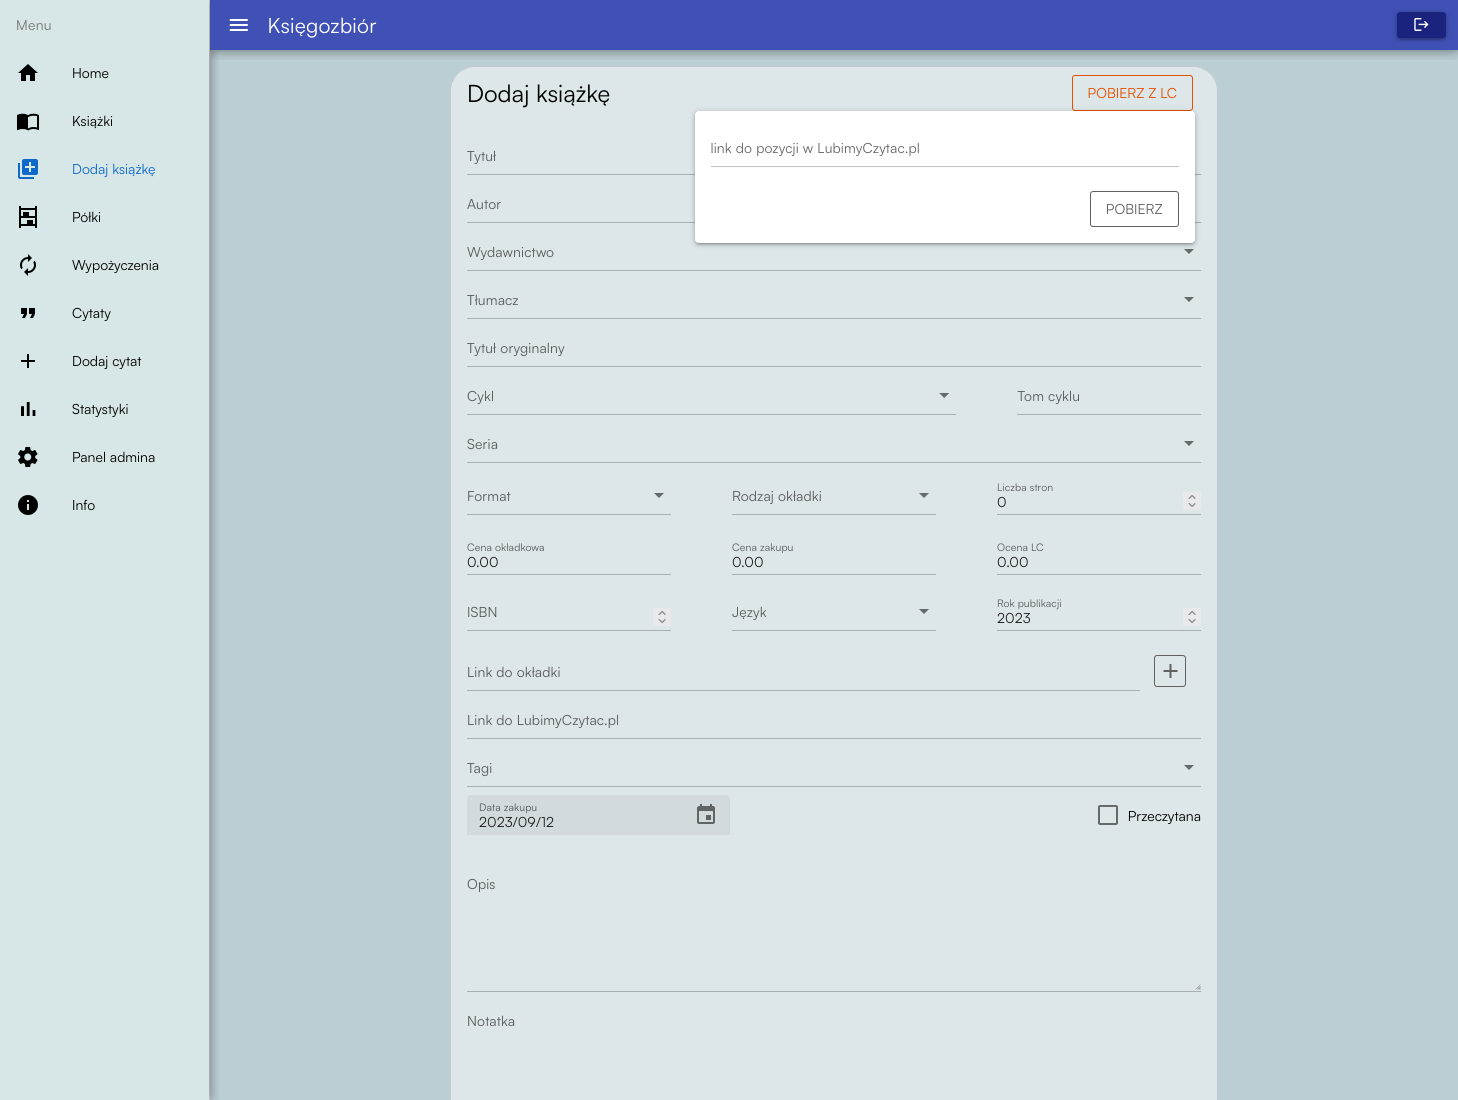 Menu
Home
Książki
Dodaj książkę
Półki
Wypożyczenia
Cytaty
Dodaj cytat
Statystyki
Panel admina
Info
Księgozbiór
Dodaj książkę
POBIERZ Z LC
link do pozycji w LubimyCzytac.pl
POBIERZ
Tytuł
Autor
Wydawnictwo
Tłumacz
Tytuł oryginalny
Cykl
Tom cyklu
Seria
Format
Rodzaj okładki
Liczba stron
0
Cena okładkowa
0.00
Cena zakupu
0.00
Ocena LC
0.00
ISBN
Język
Rok publikacji
2023
Link do okładki
Link do LubimyCzytac.pl
Tagi
Data zakupu
2023/09/12
Przeczytana
Opis
Notatka